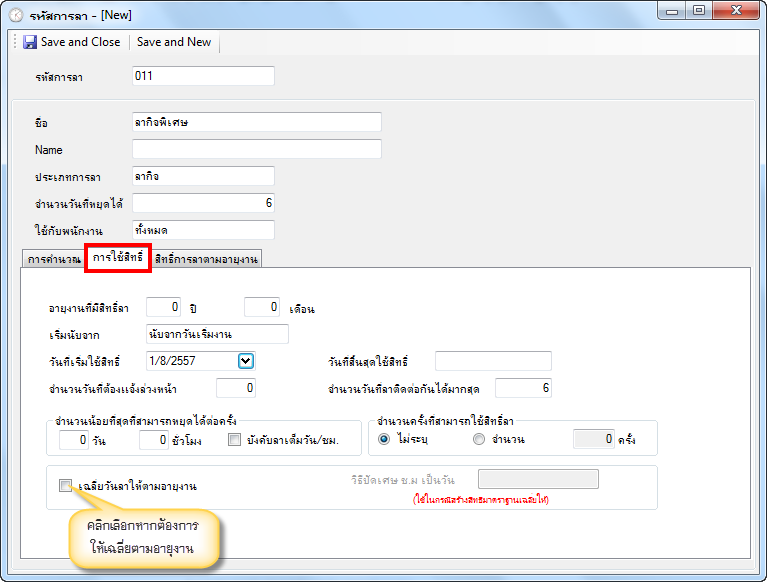 รหัสการลา - [New]
Save and Close Save and New
รหัสการลา 011
ชื่อ ลากิจพิเศษ
Name
ประเภทการลา ลากิจ
จำนวนวันที่หยุดได้ 6
ใช้กับพนักงาน ทั้งหมด
การคำนวณ การใช้สิทธิ์ สิทธิ์การลาตามอายุงาน
อายุงานที่มีสิทธิ์ลา 0 ปี 0 เดือน
เริ่มนับจาก นับจากวันเริ่มงาน
วันที่เริ่มใช้สิทธิ์ 1/8/2557 วันที่สิ้นสุดใช้สิทธิ์
จำนวนวันที่ต้องแจ้งล่วงหน้า 0 จำนวนวันที่ลาติดต่อกันได้มากสุด 6
จำนวนน้อยที่สุดที่สามารถหยุดได้ต่อครั้ง จำนวนครั้งที่สามารถใช้สิทธิ์ลา
0 วัน 0 ชั่วโมง บังคับลาเต็มวัน/ชม. ไม่ระบุ จำนวน 0 ครั้ง
เฉลี่ยวันลาให้ตามอายุงาน วิธีปัดเศษ ช.ม เป็นวัน
(ใช้ในกรณีสร้างสิทธิมาตราฐานเฉลี่ยให้)
คลิกเลือกหากต้องการ
ให้เฉลี่ยตามอายุงาน